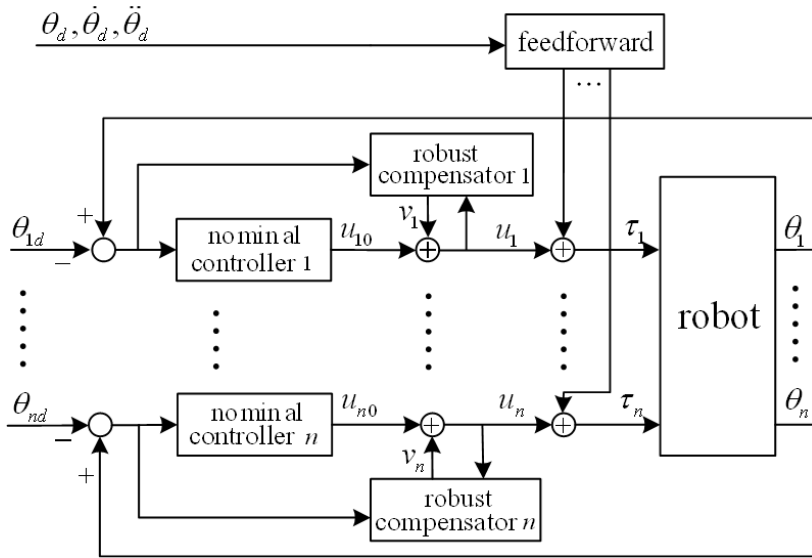 θ_d, θ̇_d, θ̈_d
feedforward
...
robust
compensator 1
+
v_1
θ_1d
−
nominal
controller 1
u_10
+
u_1
+
τ_1
θ_1
robot
θ_nd
−
nominal
controller n
u_n0
+
u_n
+
τ_n
θ_n
+
v_n
robust
compensator n